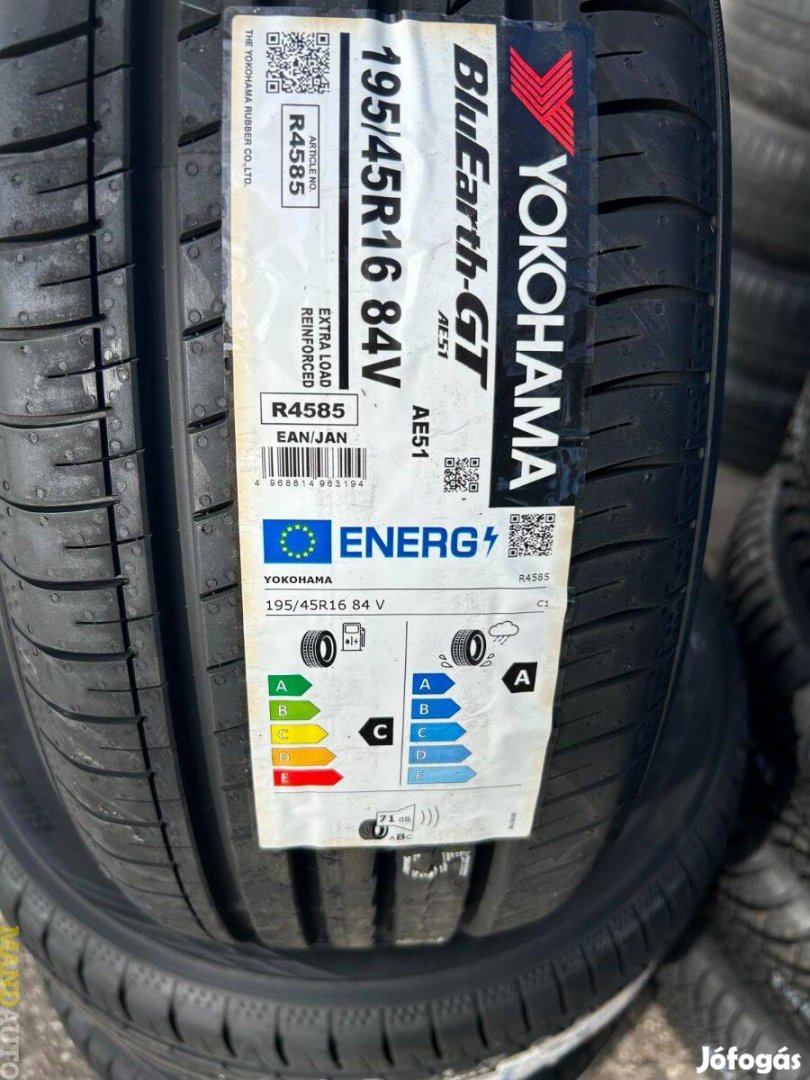 YOKOHAMA
BluEarth-GT
AE51
AE51
195/45R16 84V
EXTRA LOAD
REINFORCED
ARTICLE NO.
R4585
THE YOKOHAMA RUBBER CO.,LTD.
R4585
EAN/JAN
4 968814 963194
ENERG
YOKOHAMA R4585
195/45R16 84 V C1
A A A
B B
C C C
D D
E E
71 dB
ABC
MANDAUTO
Jófogás